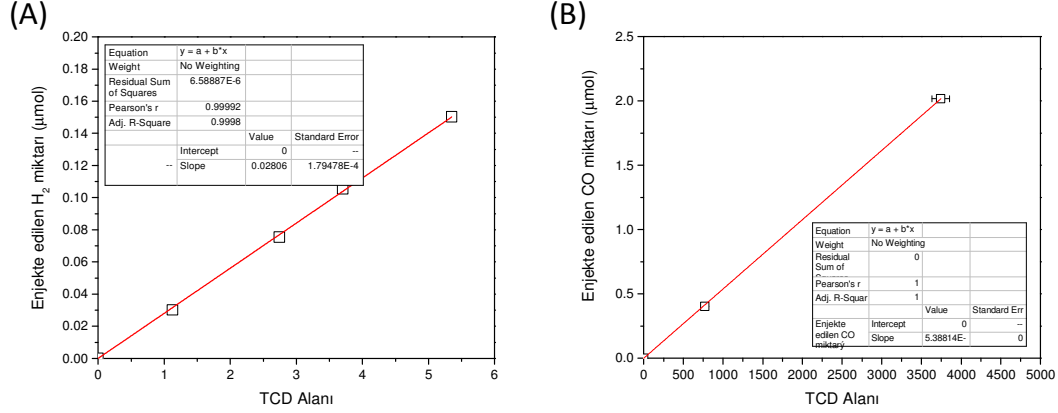 (A)
0.20
0.18
0.16
0.14
0.12
0.10
0.08
0.06
0.04
0.02
0.00
Enjekte edilen H2 miktarı (µmol)
Equation y = a + b*x
Weight No Weighting
Residual Sum of Squares 6.58887E-6
Pearson's r 0.99992
Adj. R-Square 0.9998
Value Standard Error
Intercept 0 --
-- Slope 0.02806 1.79478E-4
0 1 2 3 4 5 6
TCD Alanı
(B)
2.5
2.0
1.5
1.0
0.5
0.0
Enjekte edilen CO miktarı (µmol)
Equation y = a + b*x
Weight No Weighting
Residual
Sum of
0
Pearson's r 1
Adj. R-Squar 1
Value Standard Err
Enjekte Intercept 0 --
edilen CO Slope 5.38814E- 0
miktarý
0 500 1000 1500 2000 2500 3000 3500 4000 4500 5000
TCD Alanı